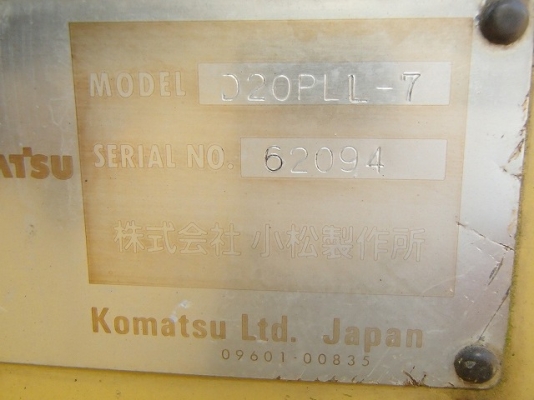 MODEL D20PLL-7
ATSU SERIAL NO. 62094
株式会社 小松製作所
Komatsu Ltd. Japan
09601-00835